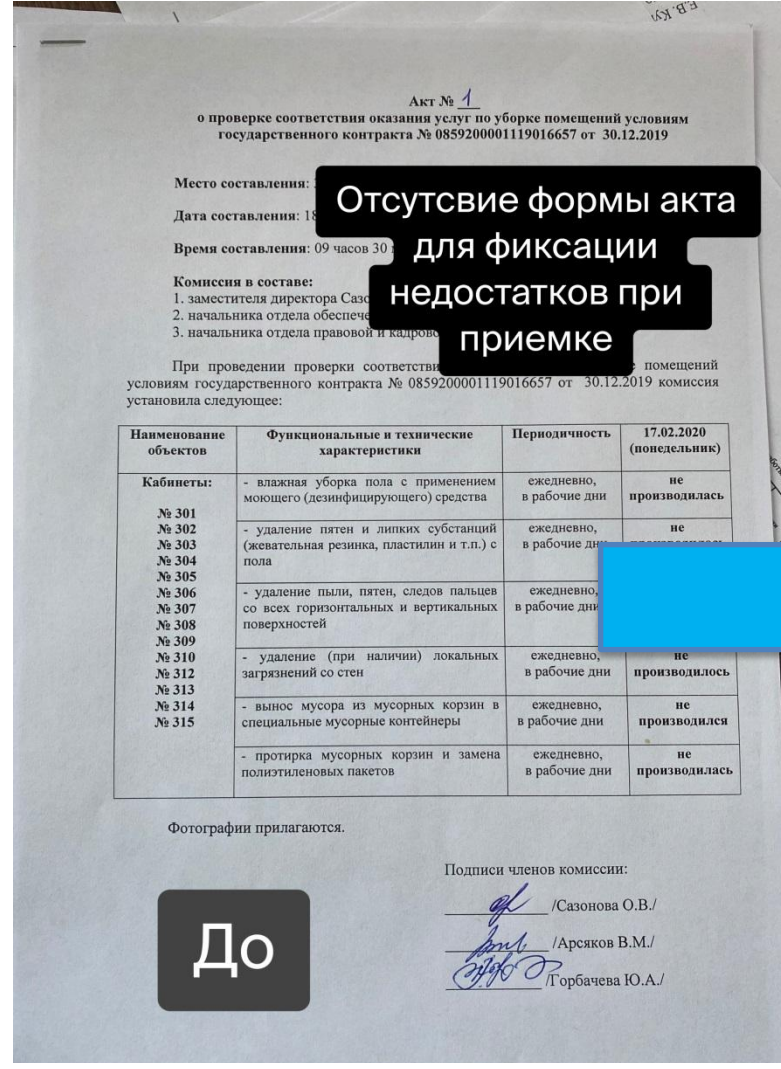 Е.В. Ку
Акт № 1
о проверке соответствия оказания услуг по уборке помещений условиям
государственного контракта № 0859200001119016657 от 30.12.2019
Место составления:
Отсутсвие формы акта
для фиксации
недостатков при
приемке
Дата составления: 18
Время составления: 09 часов 30
Комиссия в составе:
1. заместителя директора Сазо
2. начальника отдела обеспече
3. начальника отдела правовой и кадрово
При проведении проверки соответстви помещений
условиям государственного контракта № 0859200001119016657 от 30.12.2019 комиссия
установила следующее:
Наименование объектов
Функциональные и технические характеристики
Периодичность
17.02.2020 (понедельник)
Кабинеты:
№ 301
№ 302
№ 303
№ 304
№ 305
№ 306
№ 307
№ 308
№ 309
№ 310
№ 312
№ 313
№ 314
№ 315
- влажная уборка пола с применением
моющего (дезинфицирующего) средства
ежедневно,
в рабочие дни
не
производилась
- удаление пятен и липких субстанций
(жевательная резинка, пластилин и т.п.) с
пола
ежедневно,
в рабочие дни
не
производилось
- удаление пыли, пятен, следов пальцев
со всех горизонтальных и вертикальных
поверхностей
ежедневно,
в рабочие дни
- удаление (при наличии) локальных
загрязнений со стен
ежедневно,
в рабочие дни
не
производилось
- вынос мусора из мусорных корзин в
специальные мусорные контейнеры
ежедневно,
в рабочие дни
не
производился
- протирка мусорных корзин и замена
полиэтиленовых пакетов
ежедневно,
в рабочие дни
не
производилась
Фотографии прилагаются.
Подписи членов комиссии:
/Сазонова О.В./
/Арсяков В.М./
/Горбачева Ю.А./
До